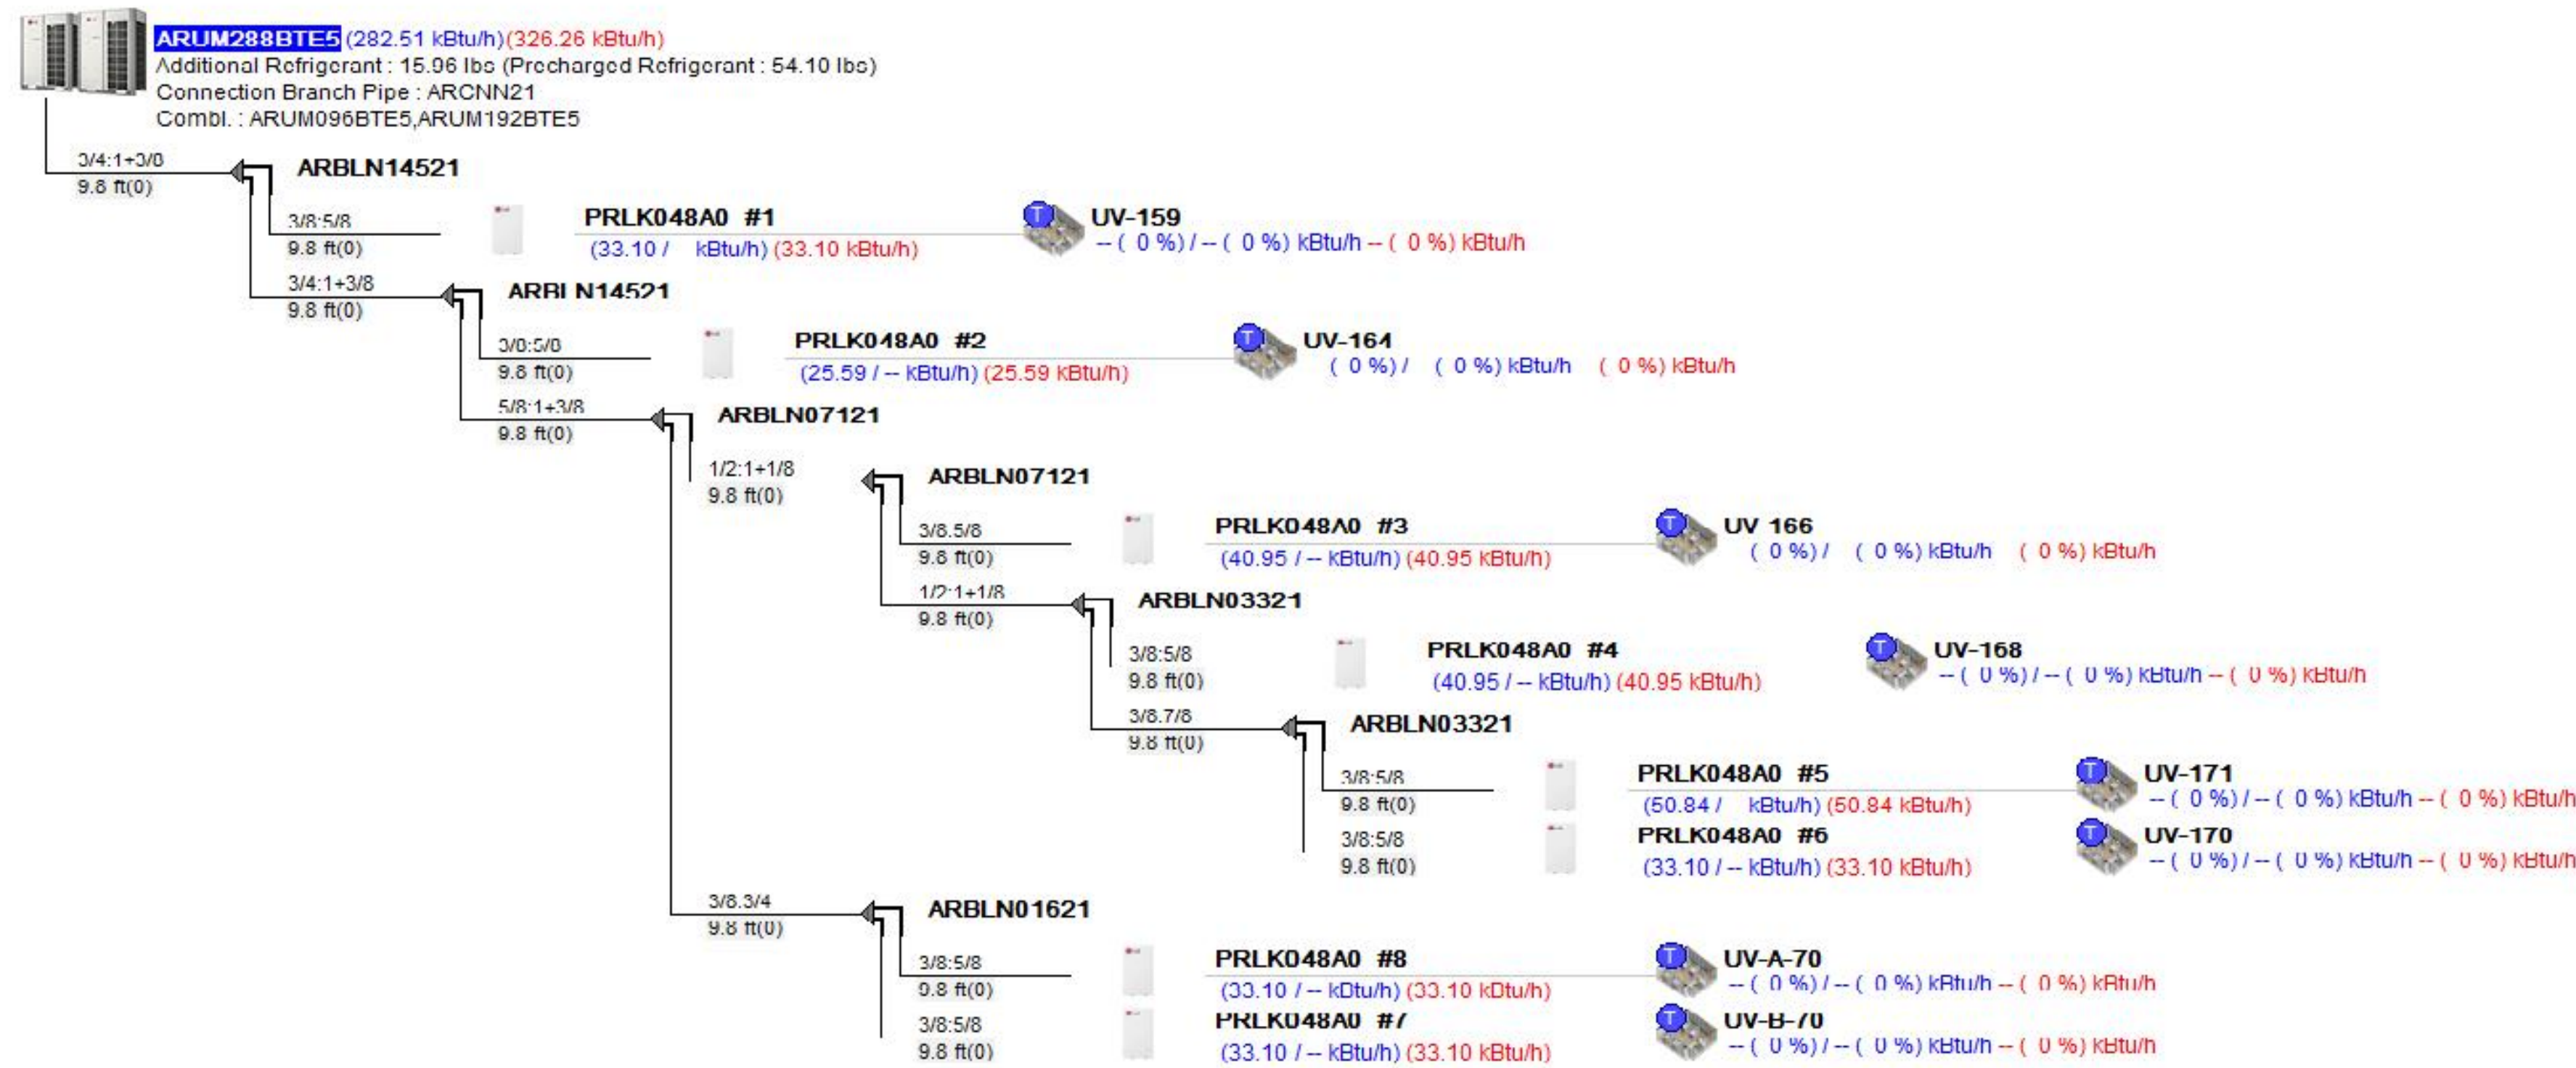 ARUM288BTE5 (282.51 kBtu/h)(326.26 kBtu/h)
Additional Refrigerant : 15.96 lbs (Precharged Refrigerant : 54.10 lbs)
Connection Branch Pipe : ARCNN21
Combi. : ARUM096BTE5,ARUM192BTE5
3/4:1+3/8
9.8 ft(0)
ARBLN14521
3/8:5/8
9.8 ft(0)
PRLK048A0 #1
(33.10 / kBtu/h) (33.10 kBtu/h)
UV-159
-- ( 0 %) / -- ( 0 %) kBtu/h -- ( 0 %) kBtu/h
3/4:1+3/8
9.8 ft(0)
ARBLN14521
3/8:5/8
9.8 ft(0)
PRLK048A0 #2
(25.59 / -- kBtu/h) (25.59 kBtu/h)
UV-164
( 0 %) / ( 0 %) kBtu/h ( 0 %) kBtu/h
5/8:1+3/8
9.8 ft(0)
ARBLN07121
1/2:1+1/8
9.8 ft(0)
ARBLN07121
3/8:5/8
9.8 ft(0)
PRLK048A0 #3
(40.95 / -- kBtu/h) (40.95 kBtu/h)
UV 166
( 0 %) / ( 0 %) kBtu/h ( 0 %) kBtu/h
1/2:1+1/8
9.8 ft(0)
ARBLN03321
3/8:5/8
9.8 ft(0)
PRLK048A0 #4
(40.95 / -- kBtu/h) (40.95 kBtu/h)
UV-168
-- ( 0 %) / -- ( 0 %) kBtu/h -- ( 0 %) kBtu/h
3/8:7/8
9.8 ft(0)
ARBLN03321
3/8:5/8
9.8 ft(0)
PRLK048A0 #5
(50.84 / kBtu/h) (50.84 kBtu/h)
UV-171
-- ( 0 %) / -- ( 0 %) kBtu/h -- ( 0 %) kBtu/h
3/8:5/8
9.8 ft(0)
PRLK048A0 #6
(33.10 / -- kBtu/h) (33.10 kBtu/h)
UV-170
-- ( 0 %) / -- ( 0 %) kBtu/h -- ( 0 %) kBtu/h
3/8:3/4
9.8 ft(0)
ARBLN01621
3/8:5/8
9.8 ft(0)
PRLK048A0 #8
(33.10 / -- kBtu/h) (33.10 kBtu/h)
UV-A-70
-- ( 0 %) / -- ( 0 %) kBtu/h -- ( 0 %) kBtu/h
3/8:5/8
9.8 ft(0)
PRLK048A0 #7
(33.10 / -- kBtu/h) (33.10 kBtu/h)
UV-B-70
-- ( 0 %) / -- ( 0 %) kBtu/h -- ( 0 %) kBtu/h